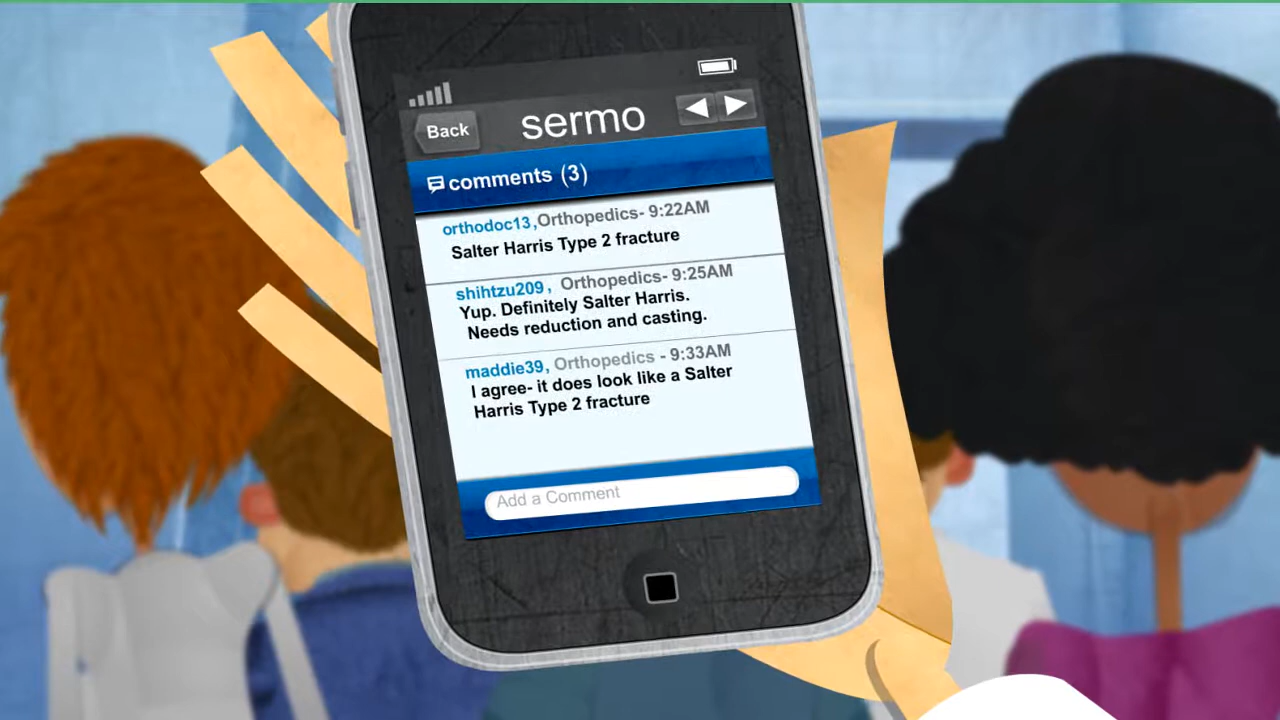 Back
sermo
comments (3)
orthodoc13,Orthopedics- 9:22AM
Salter Harris Type 2 fracture
shihtzu209, Orthopedics- 9:25AM
Yup. Definitely Salter Harris.
Needs reduction and casting.
maddie39, Orthopedics - 9:33AM
I agree- it does look like a Salter
Harris Type 2 fracture
Add a Comment